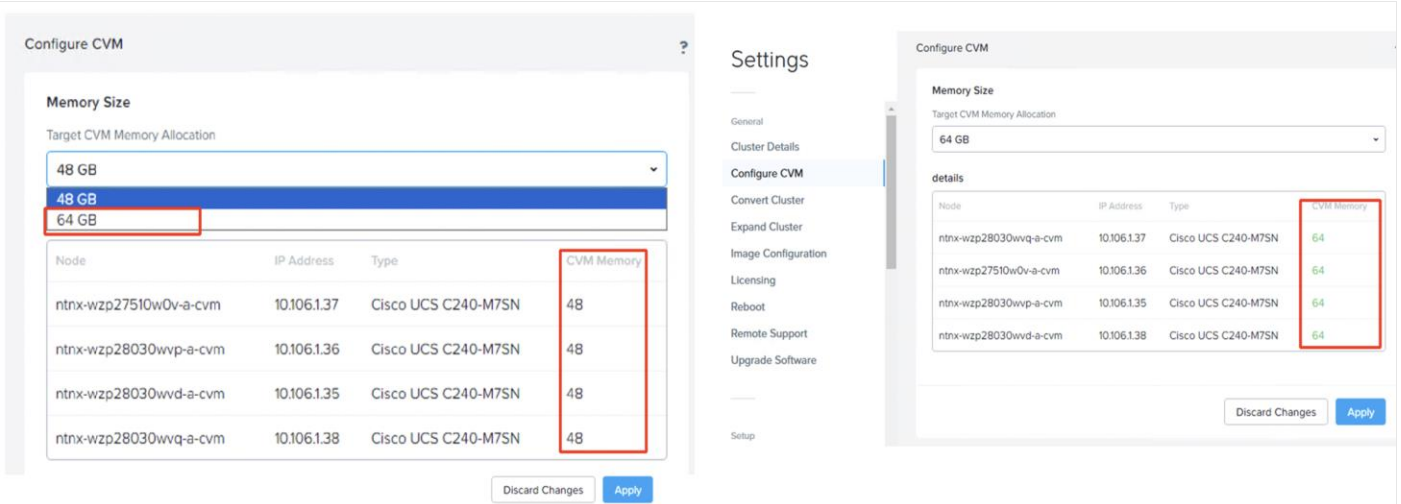 Configure CVM
?
Memory Size
Target CVM Memory Allocation
48 GB
48 GB
64 GB
Node IP Address Type CVM Memory
ntnx-wzp27510w0v-a-cvm 10.106.1.37 Cisco UCS C240-M7SN 48
ntnx-wzp28030wvp-a-cvm 10.106.1.36 Cisco UCS C240-M7SN 48
ntnx-wzp28030wvd-a-cvm 10.106.1.35 Cisco UCS C240-M7SN 48
ntnx-wzp28030wvq-a-cvm 10.106.1.38 Cisco UCS C240-M7SN 48
Discard Changes Apply
Settings
General
Cluster Details
Configure CVM
Convert Cluster
Expand Cluster
Image Configuration
Licensing
Reboot
Remote Support
Upgrade Software
Setup
Configure CVM
Memory Size
Target CVM Memory Allocation
64 GB
details
Node IP Address Type CVM Memory
ntnx-wzp28030wvq-a-cvm 10.106.1.37 Cisco UCS C240-M7SN 64
ntnx-wzp27510w0v-a-cvm 10.106.1.36 Cisco UCS C240-M7SN 64
ntnx-wzp28030wvp-a-cvm 10.106.1.35 Cisco UCS C240-M7SN 64
ntnx-wzp28030wvd-a-cvm 10.106.1.38 Cisco UCS C240-M7SN 64
Discard Changes Apply